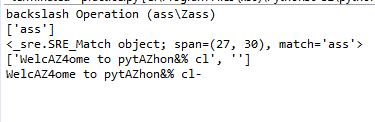 backslash Operation (ass\Zass)
['ass']
<_sre.SRE_Match object; span=(27, 30), match='ass'>
['WelcAZ4ome to pytAZhon&% cl', '']
WelcAZ4ome to pytAZhon&% cl-